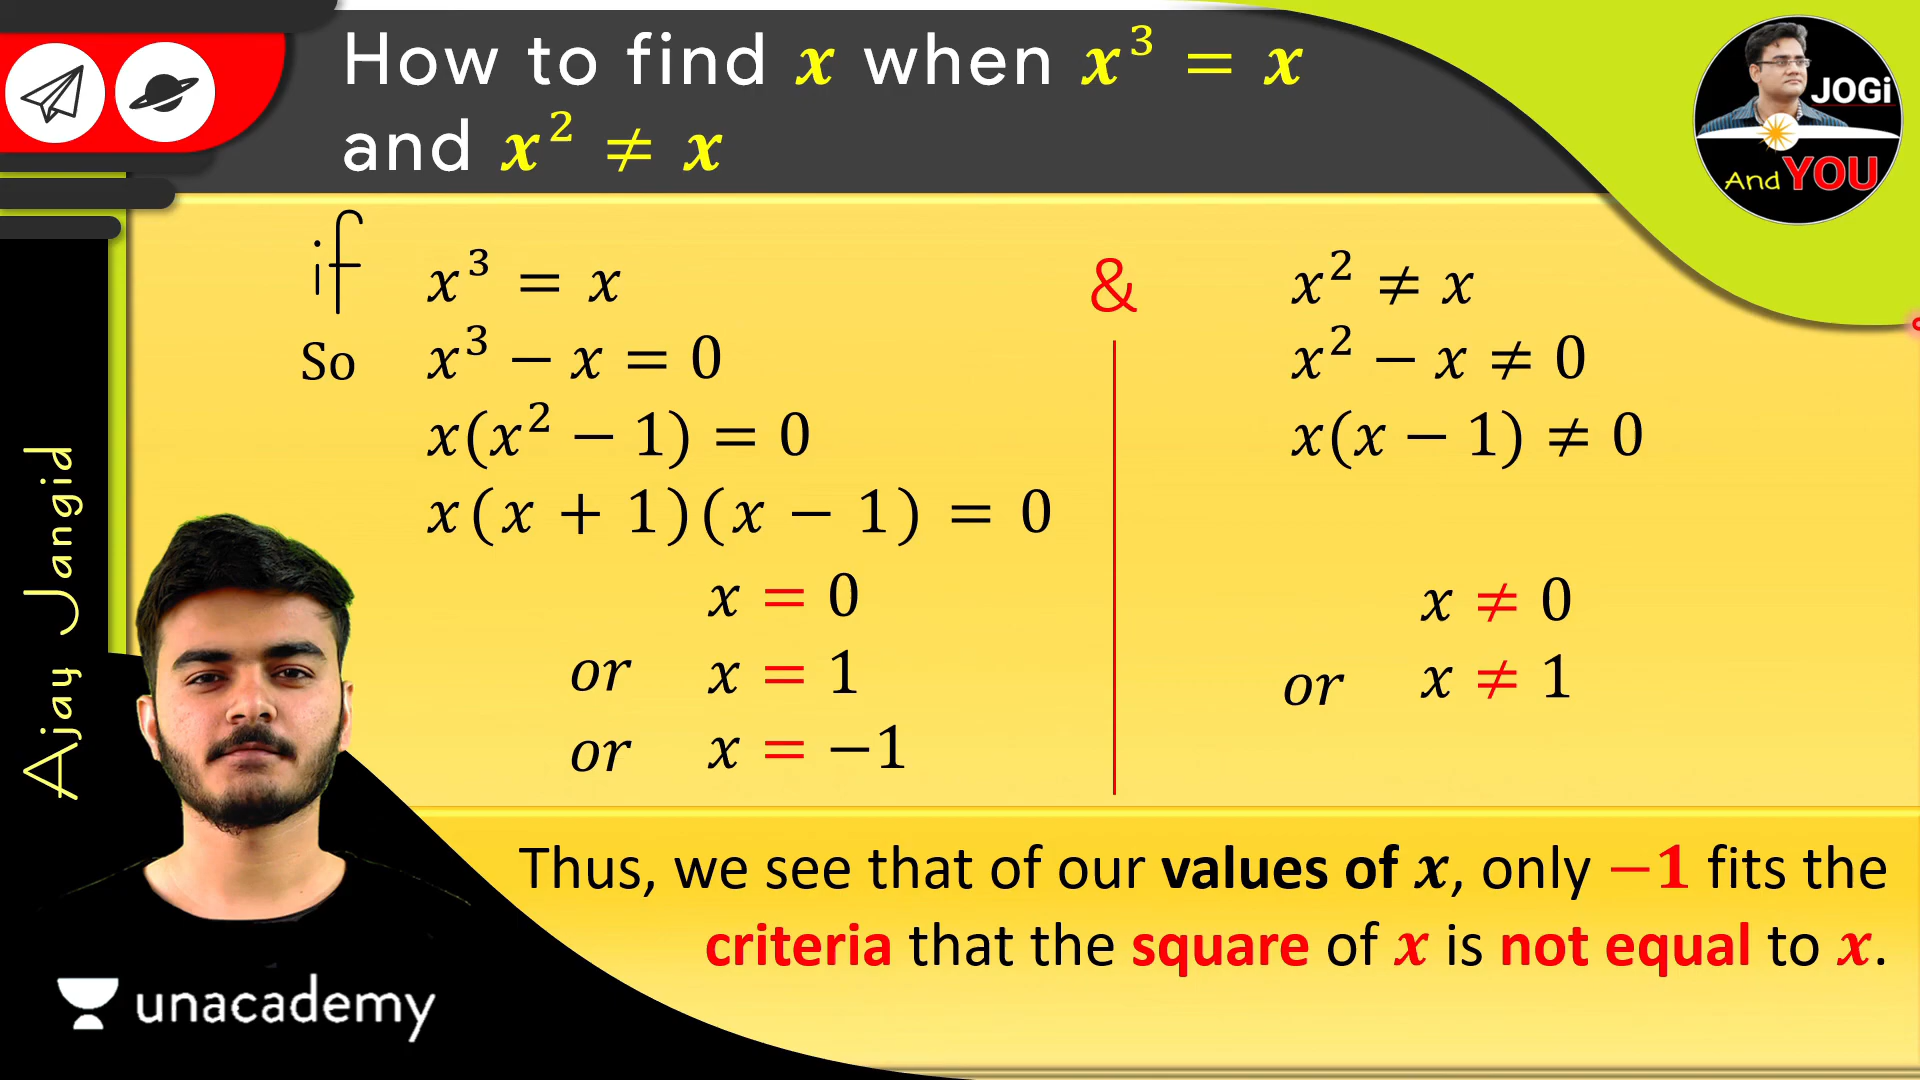 How to find x when x³ = x
and x² ≠ x
JOGi
And YOU
if x³ = x & x² ≠ x
So x³ − x = 0 x² − x ≠ 0
x(x² − 1) = 0 x(x − 1) ≠ 0
x(x + 1)(x − 1) = 0
x = 0 x ≠ 0
or x = 1 or x ≠ 1
or x = −1
Ajay Jangid
Thus, we see that of our values of x, only −1 fits the
criteria that the square of x is not equal to x.
unacademy